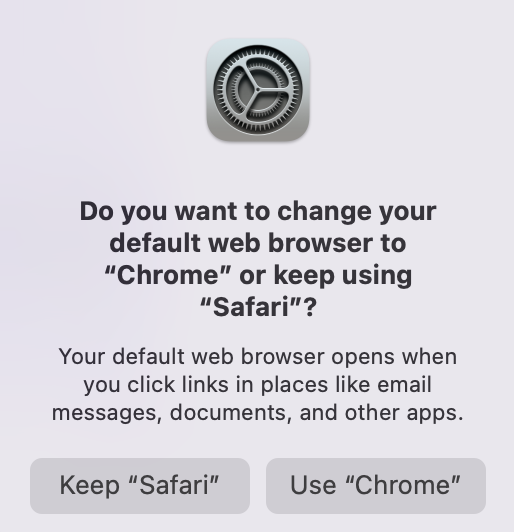 Do you want to change your
default web browser to
“Chrome” or keep using
“Safari”?
Your default web browser opens when
you click links in places like email
messages, documents, and other apps.
Keep “Safari”
Use “Chrome”